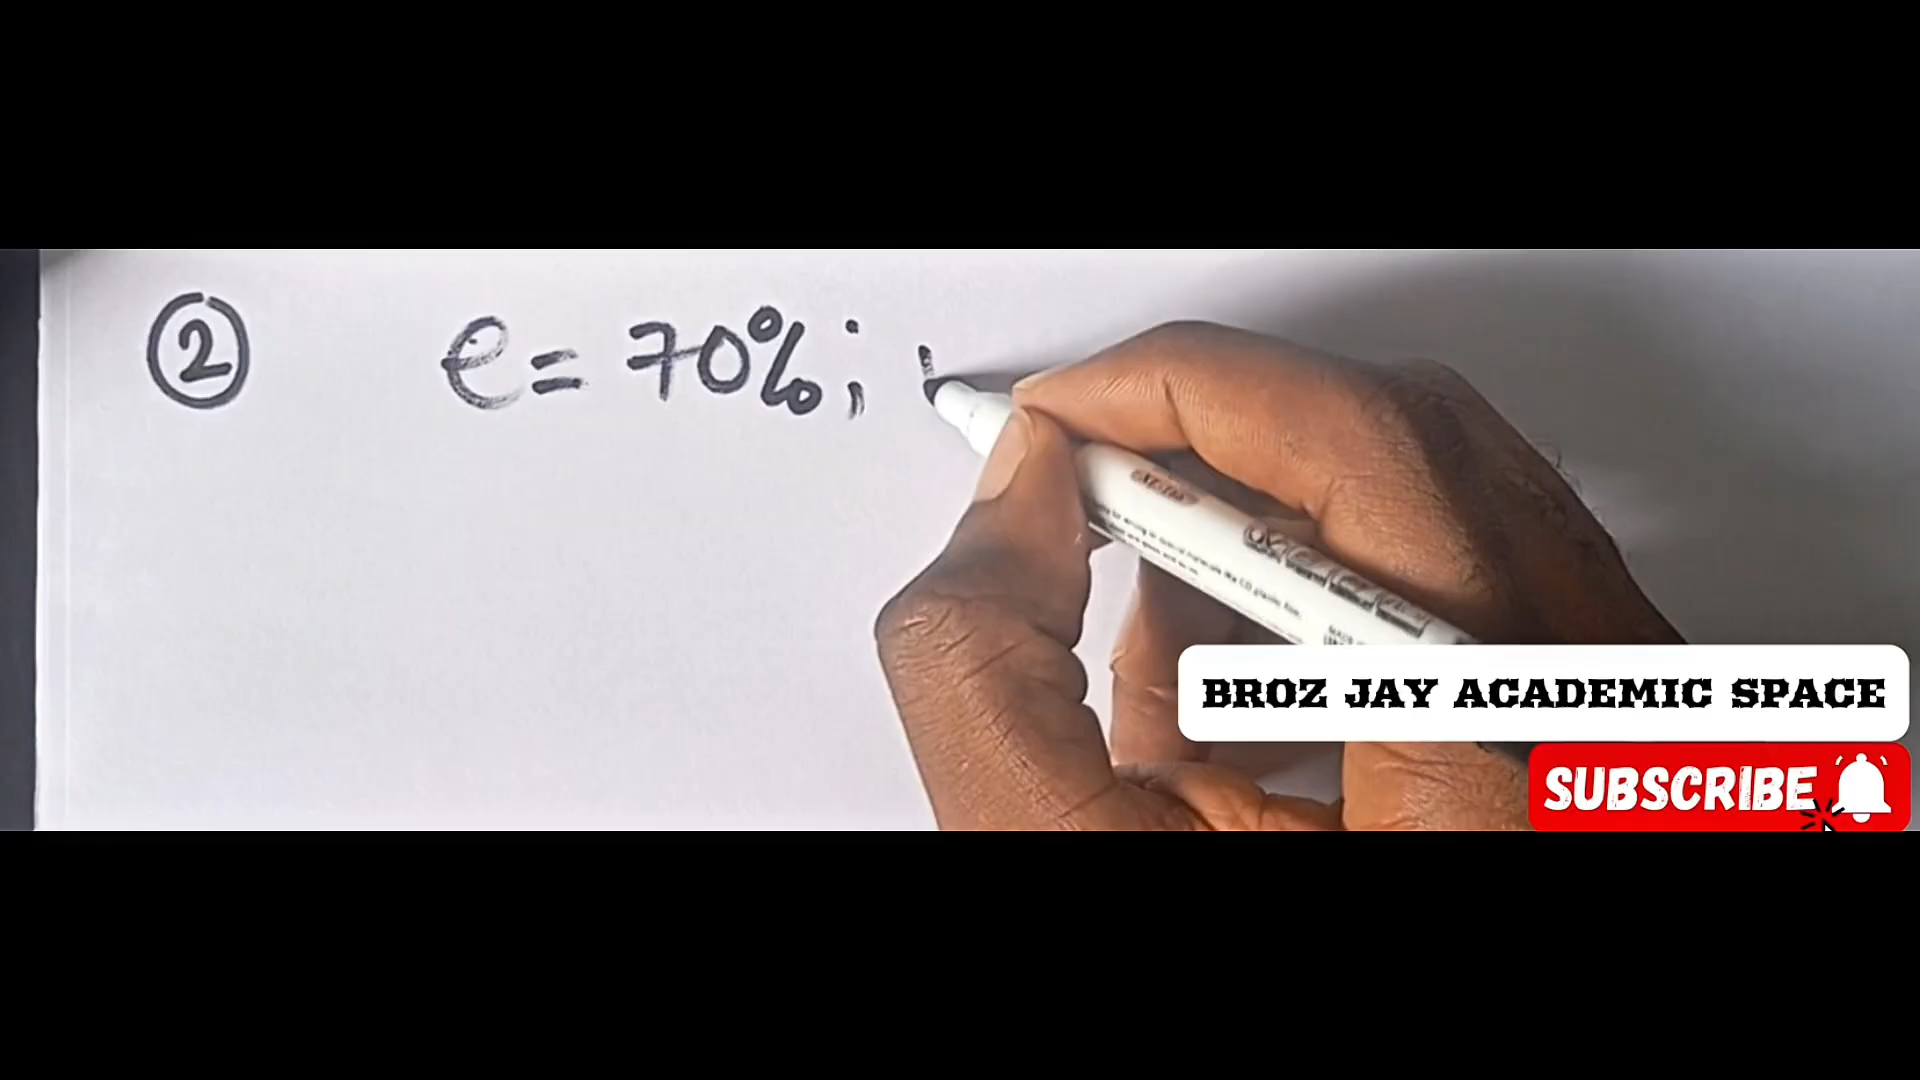 ② e = 70%;
BROZ JAY ACADEMIC SPACE
SUBSCRIBE